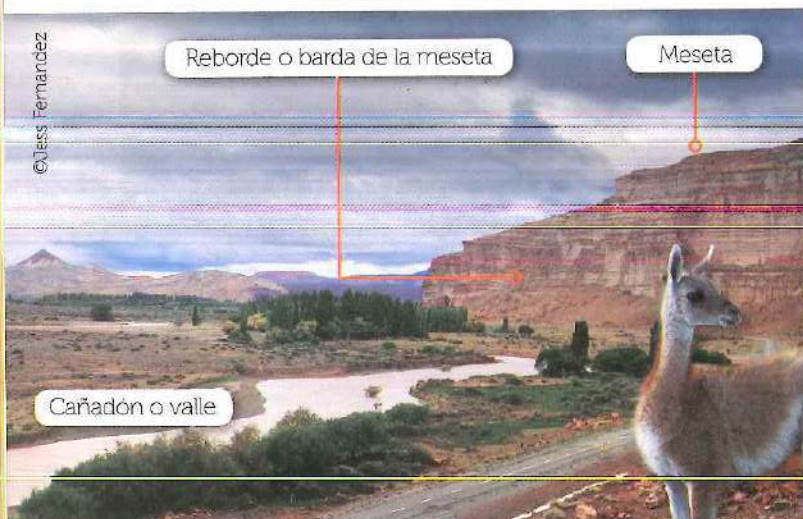 ©Jess Fernandez
Reborde o barda de la meseta
Meseta
Cañadón o valle